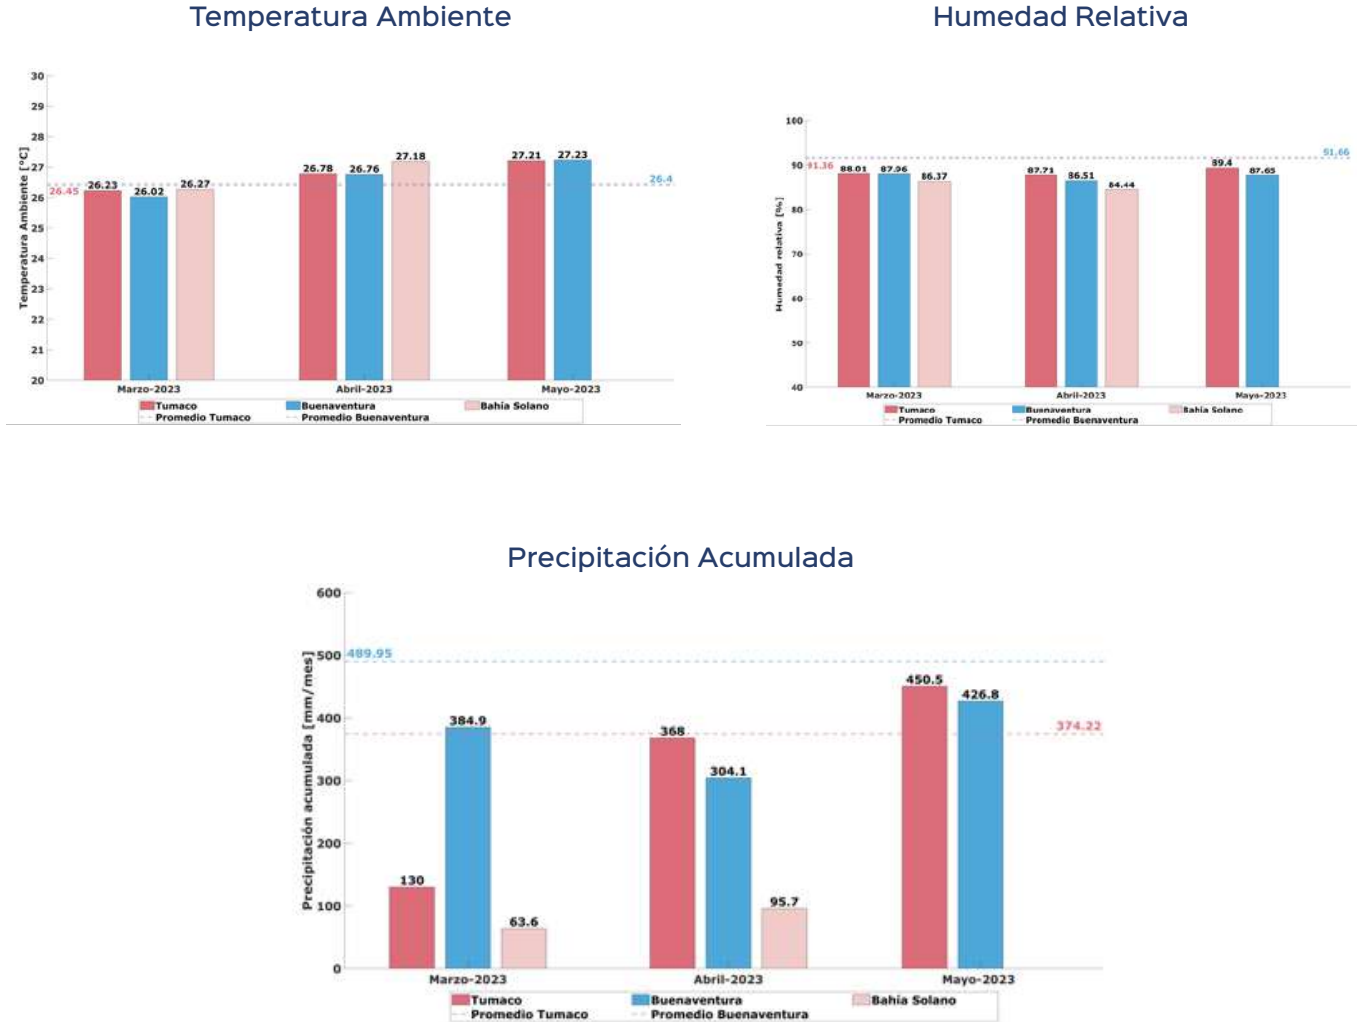 Temperatura Ambiente
30
29
28
27
26
25
24
23
22
21
20
Temperatura Ambiente [°C]
26.45
26.23
26.02
26.27
26.78
26.76
27.18
27.21
27.23
26.4
Marzo-2023
Abril-2023
Mayo-2023
Tumaco
Buenaventura
Bahía Solano
Promedio Tumaco
Promedio Buenaventura
Humedad Relativa
100
90
80
70
60
50
40
Humedad relativa [%]
91.36
88.01
87.96
86.37
87.71
86.51
84.44
89.4
87.65
91.66
Marzo-2023
Abril-2023
Mayo-2023
Tumaco
Buenaventura
Bahía Solano
Promedio Tumaco
Promedio Buenaventura
Precipitación Acumulada
600
500
400
300
200
100
0
Precipitación acumulada [mm/mes]
489.95
130
384.9
63.6
368
304.1
95.7
450.5
426.8
374.22
Marzo-2023
Abril-2023
Mayo-2023
Tumaco
Buenaventura
Bahía Solano
Promedio Tumaco
Promedio Buenaventura